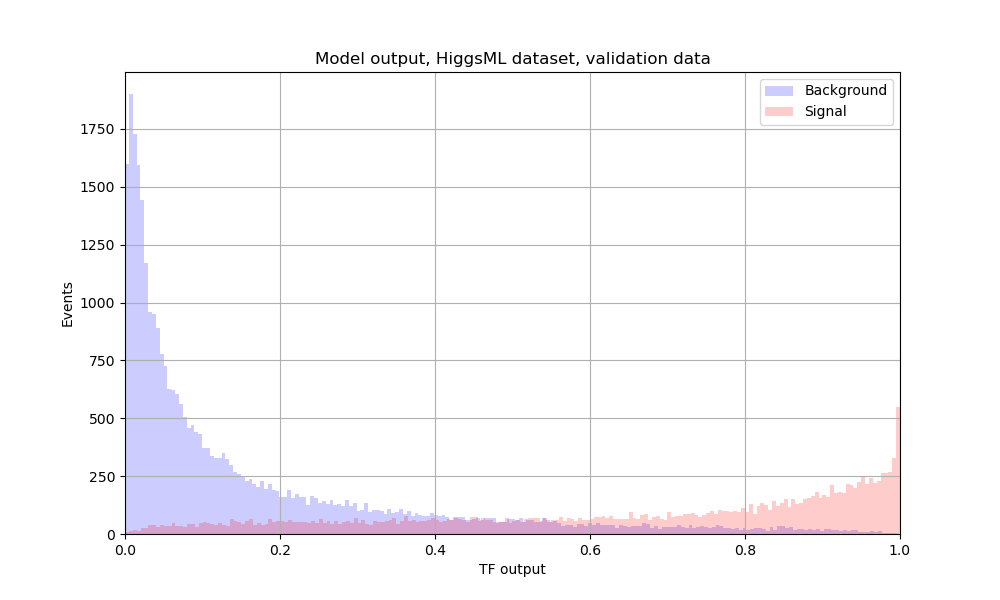 Model output, HiggsML dataset, validation data
Background
Signal
1750
1500
1250
1000
750
500
250
0
Events
0.0 0.2 0.4 0.6 0.8 1.0
TF output